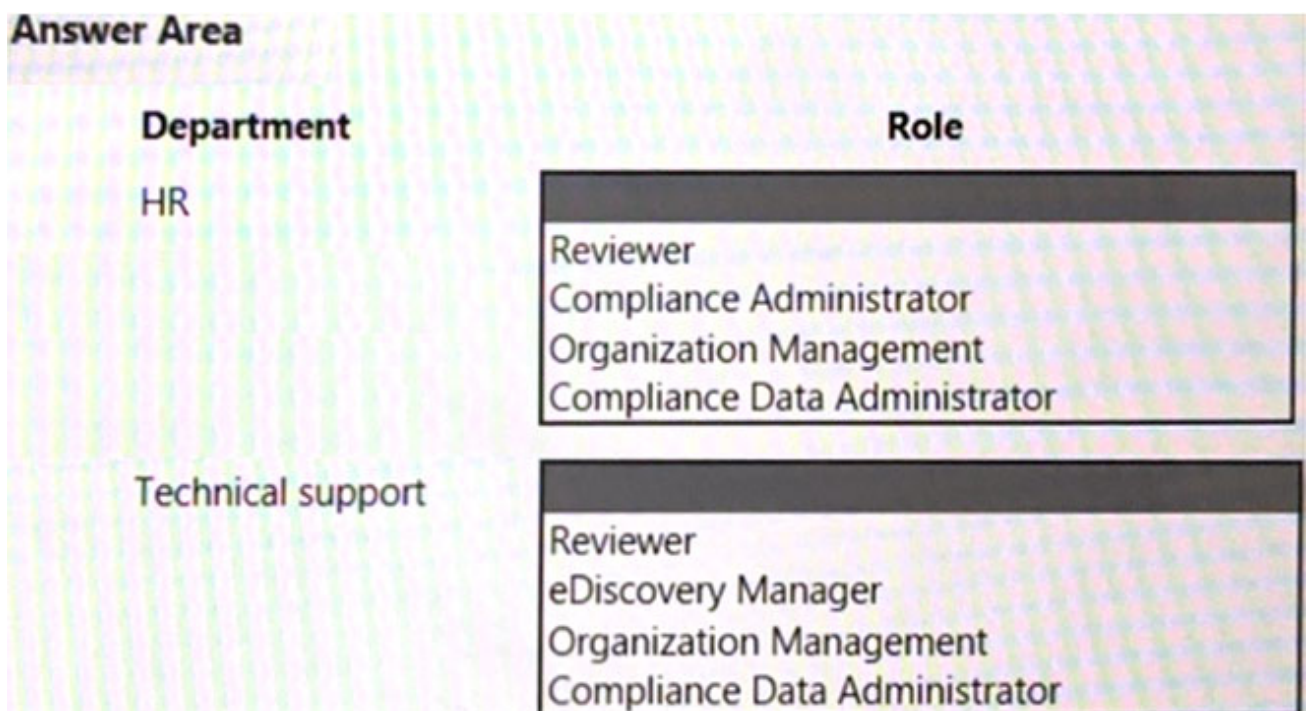 Answer Area
Department Role
HR
Reviewer
Compliance Administrator
Organization Management
Compliance Data Administrator
Technical support
Reviewer
eDiscovery Manager
Organization Management
Compliance Data Administrator